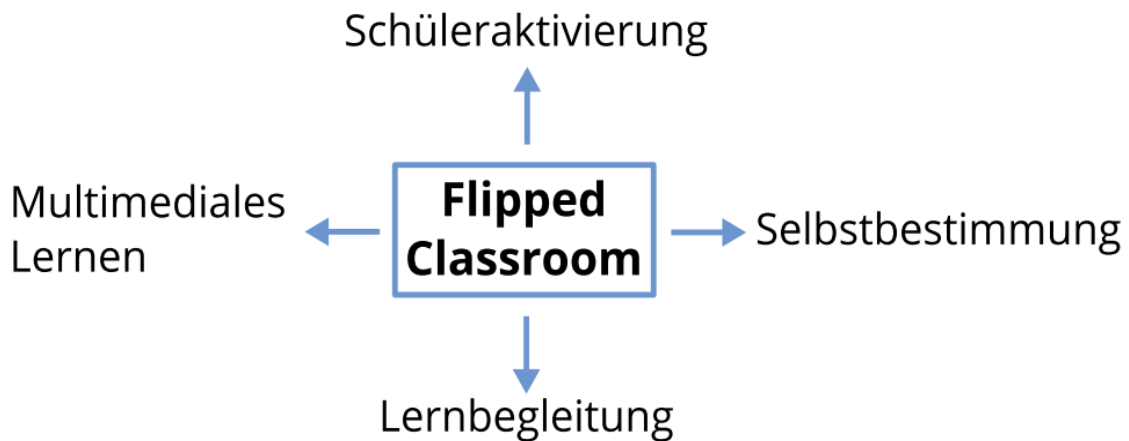 Schüleraktivierung
Multimediales
Lernen
Flipped
Classroom
Selbstbestimmung
Lernbegleitung